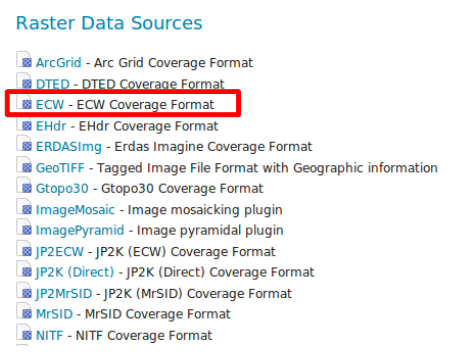 Raster Data Sources
ArcGrid - Arc Grid Coverage Format
DTED - DTED Coverage Format
ECW - ECW Coverage Format
EHdr - EHdr Coverage Format
ERDASImg - Erdas Imagine Coverage Format
GeoTIFF - Tagged Image File Format with Geographic information
Gtopo30 - Gtopo30 Coverage Format
ImageMosaic - Image mosaicking plugin
ImagePyramid - Image pyramidal plugin
JP2ECW - JP2K (ECW) Coverage Format
JP2K (Direct) - JP2K (Direct) Coverage Format
JP2MrSID - JP2K (MrSID) Coverage Format
MrSID - MrSID Coverage Format
NITF - NITF Coverage Format